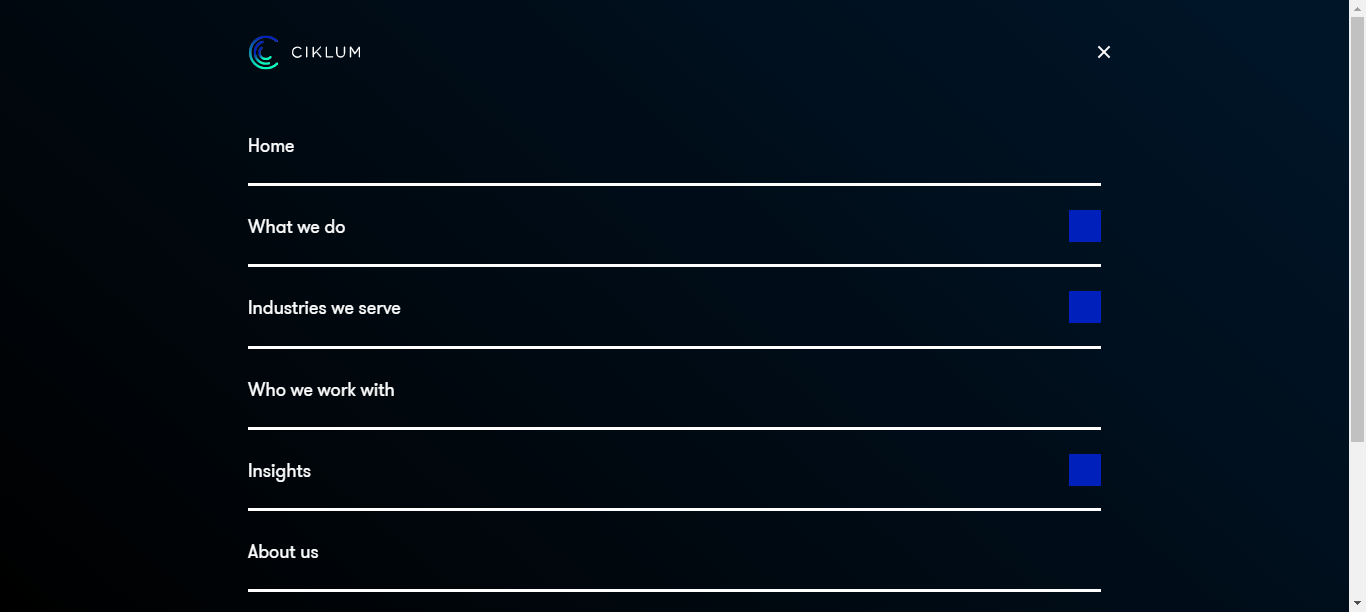 CIKLUM
Home
What we do
Industries we serve
Who we work with
Insights
About us